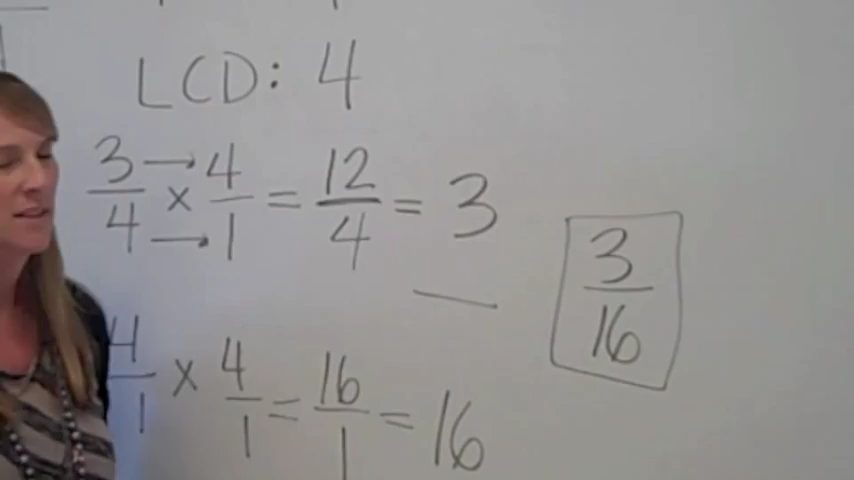 LCD: 4
3/4 → × → 4/1 = 12/4 = 3
3/16
4/1 × 4/1 = 16/1 = 16